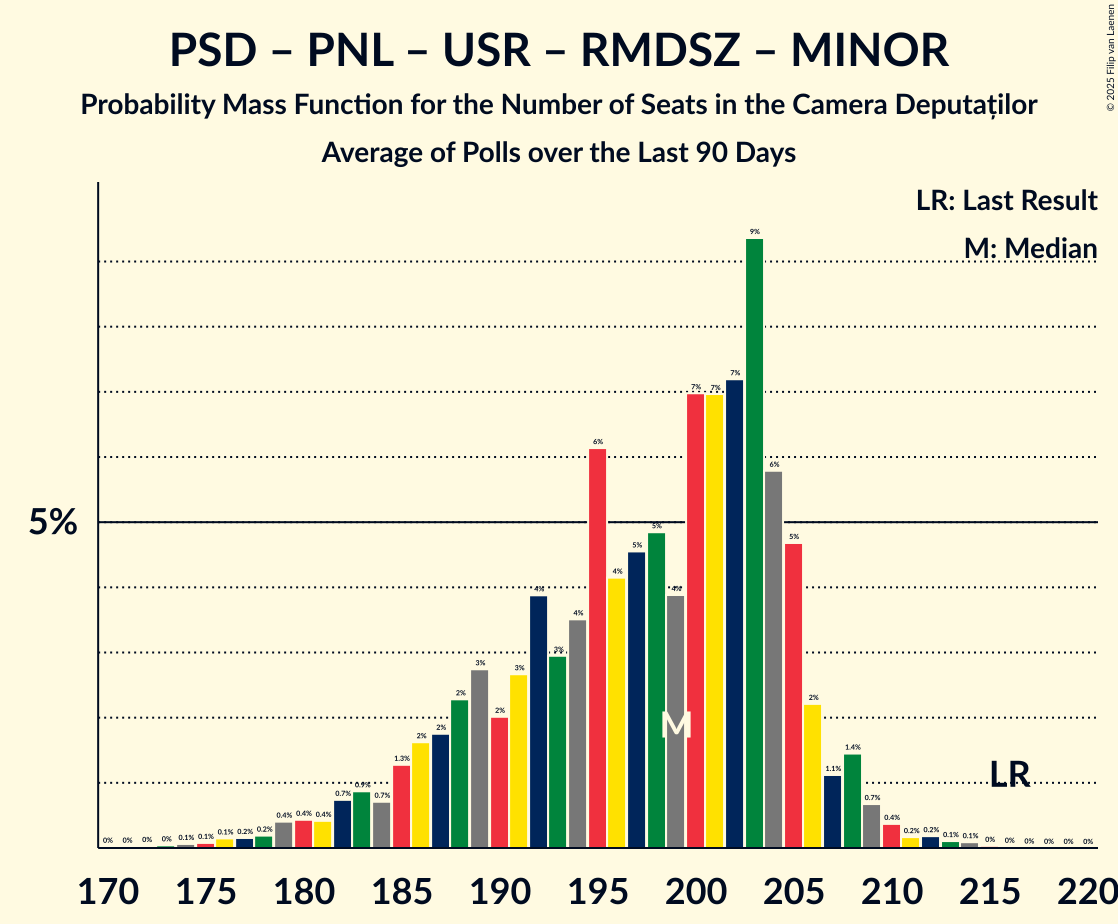 PSD – PNL – USR – RMDSZ – MINOR
Probability Mass Function for the Number of Seats in the Camera Deputaților
Average of Polls over the Last 90 Days
© 2025 Filip van Laenen
LR: Last Result
M: Median
5%
0% 0% 0% 0% 0.1% 0.1% 0.1% 0.2% 0.2% 0.4% 0.4% 0.4% 0.7% 0.9% 0.7% 1.3% 2% 2% 2% 3% 2% 3% 4% 3% 4% 6% 4% 5% 5% 4% 7% 7% 7% 9% 6% 5% 2% 1.1% 1.4% 0.7% 0.4% 0.2% 0.2% 0.1% 0.1% 0% 0% 0% 0% 0% 0%
M
LR
170 175 180 185 190 195 200 205 210 215 220